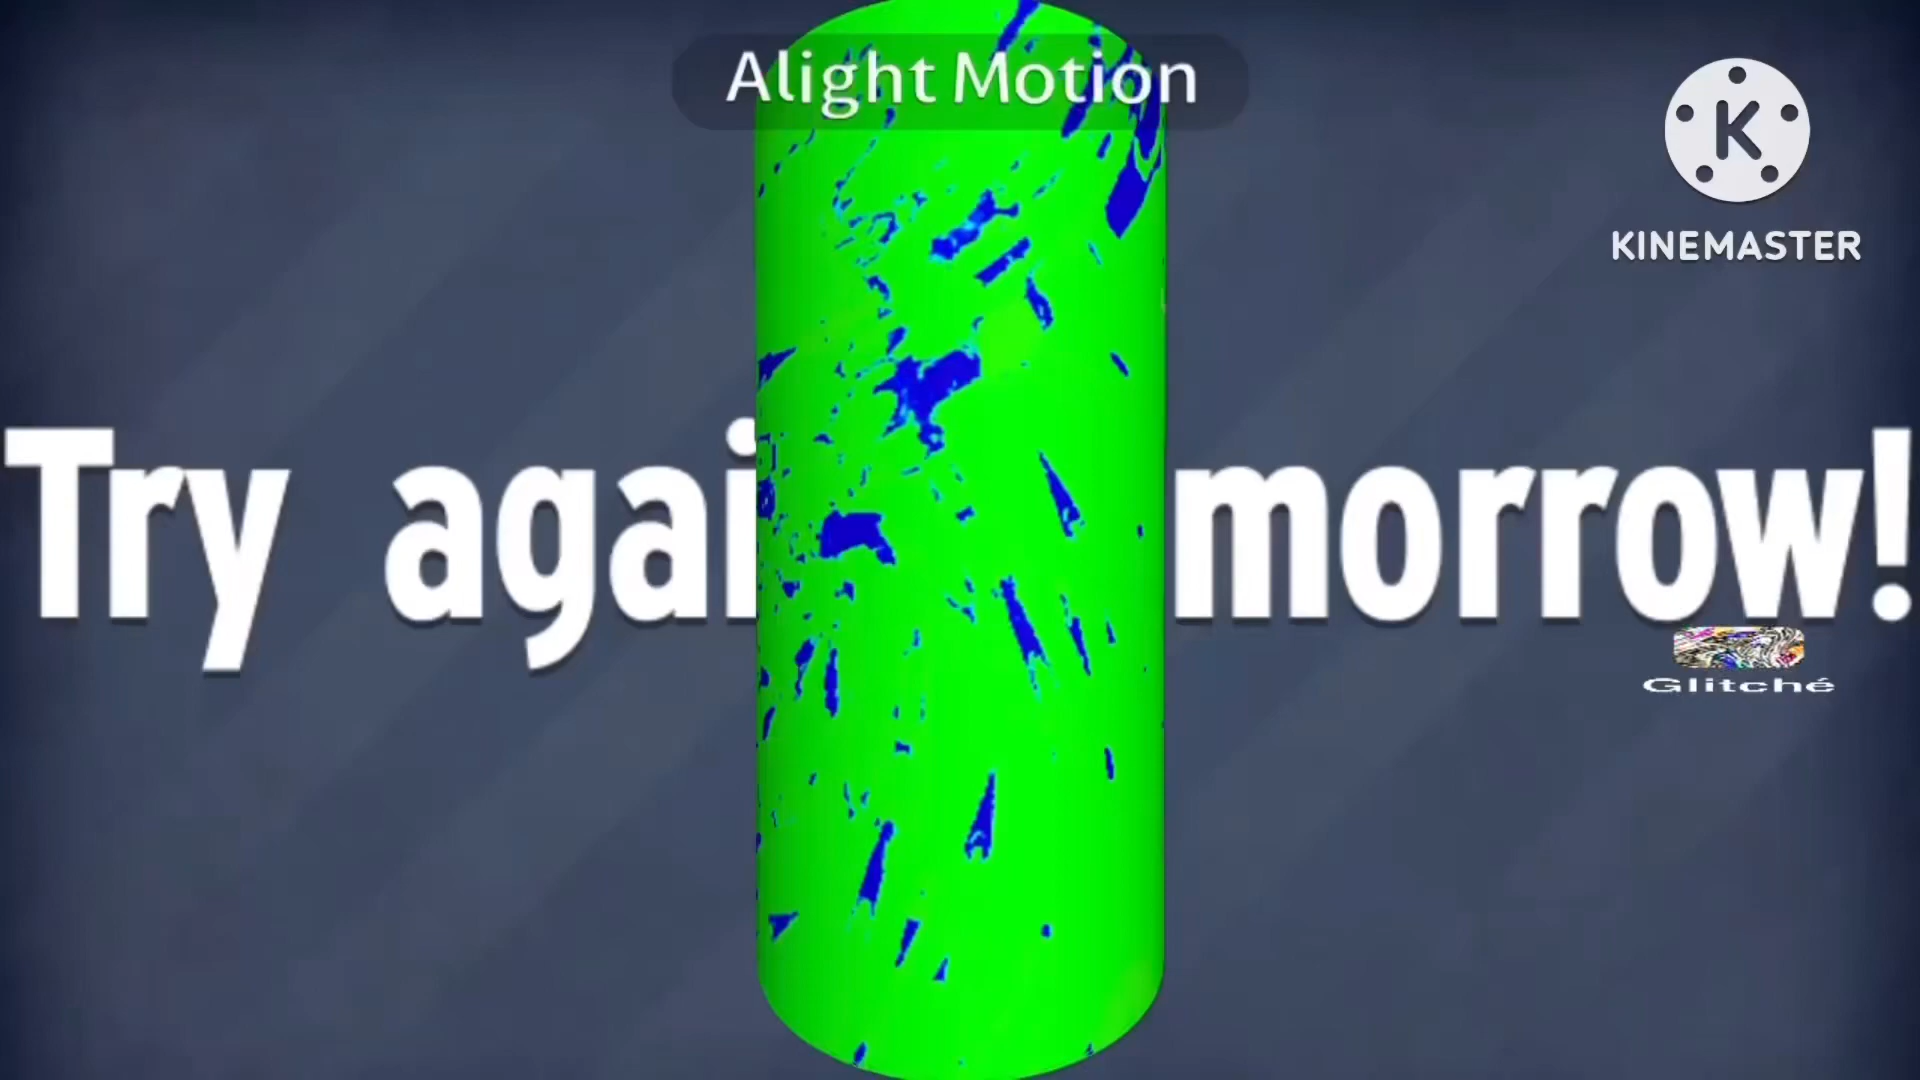 Alight Motion
K
KINEMASTER
Try agai morrow!
Glitché